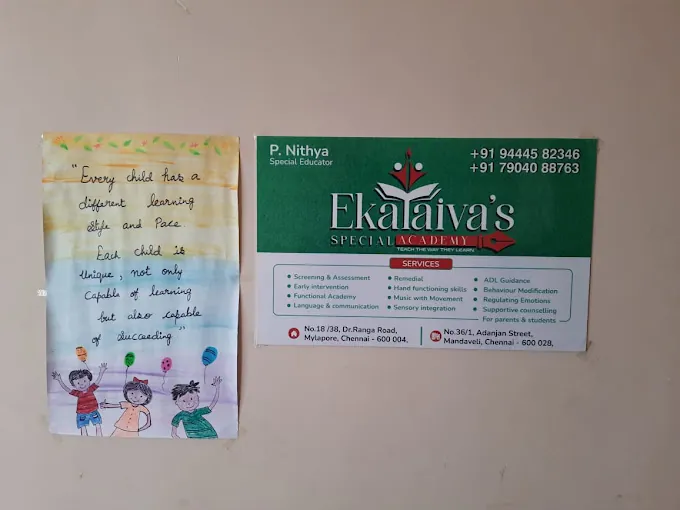 "Every child has a
different learning
style and Pace.
Each child is
Unique, not only
Capable of learning
but also capable
of Succeeding"
P. Nithya
Special Educator
+91 94445 82346
+91 79040 88763
Ekalaiva's
SPECIAL ACADEMY
TEACH THE WAY THEY LEARN
SERVICES
Screening & Assessment
Early intervention
Functional Academy
Language & communication
Remedial
Hand functioning skills
Music with Movement
Sensory integration
ADL Guidance
Behaviour Modification
Regulating Emotions
Supportive counselling
For parents & students
No.18 /38, Dr.Ranga Road,
Mylapore, Chennai - 600 004.
No.36/1, Adanjan Street,
Mandaveli, Chennai - 600 028,